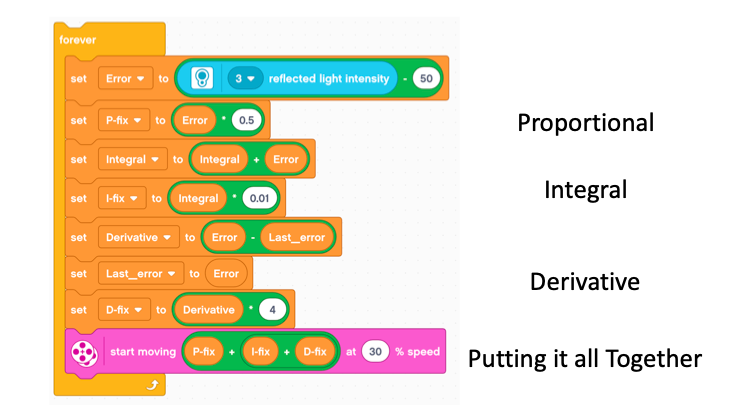 forever
set Error to 3 reflected light intensity - 50
set P-fix to Error * 0.5
Proportional
set Integral to Integral + Error
Integral
set I-fix to Integral * 0.01
set Derivative to Error - Last_error
set Last_error to Error
Derivative
set D-fix to Derivative * 4
start moving P-fix + I-fix + D-fix at 30 % speed
Putting it all Together